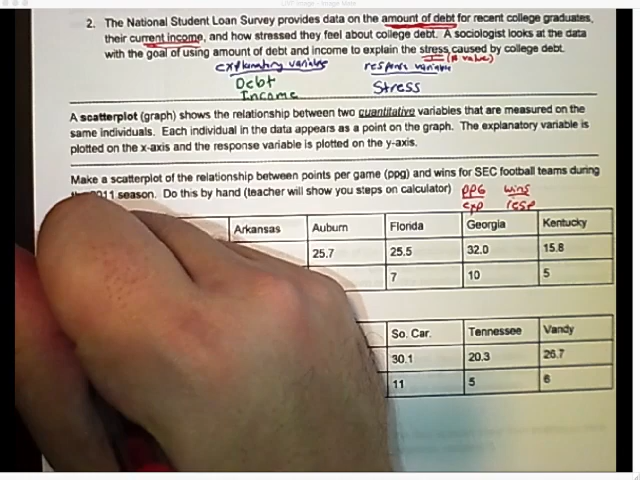 2. The National Student Loan Survey provides data on the amount of debt for recent college graduates,
their current income, and how stressed they feel about college debt. A sociologist looks at the data
with the goal of using amount of debt and income to explain the stress caused by college debt.
(# value)
explanatory variables response variable
Debt Stress
Income
A scatterplot (graph) shows the relationship between two quantitative variables that are measured on the
same individuals. Each individual in the data appears as a point on the graph. The explanatory variable is
plotted on the x-axis and the response variable is plotted on the y-axis.
Make a scatterplot of the relationship between points per game (ppg) and wins for SEC football teams during
2011 season. Do this by hand (teacher will show you steps on calculator) PPG wins
exp resp
Arkansas Auburn Florida Georgia Kentucky
25.7 25.5 32.0 15.8
7 10 5
So. Car. Tennessee Vandy
30.1 20.3 26.7
11 5 6